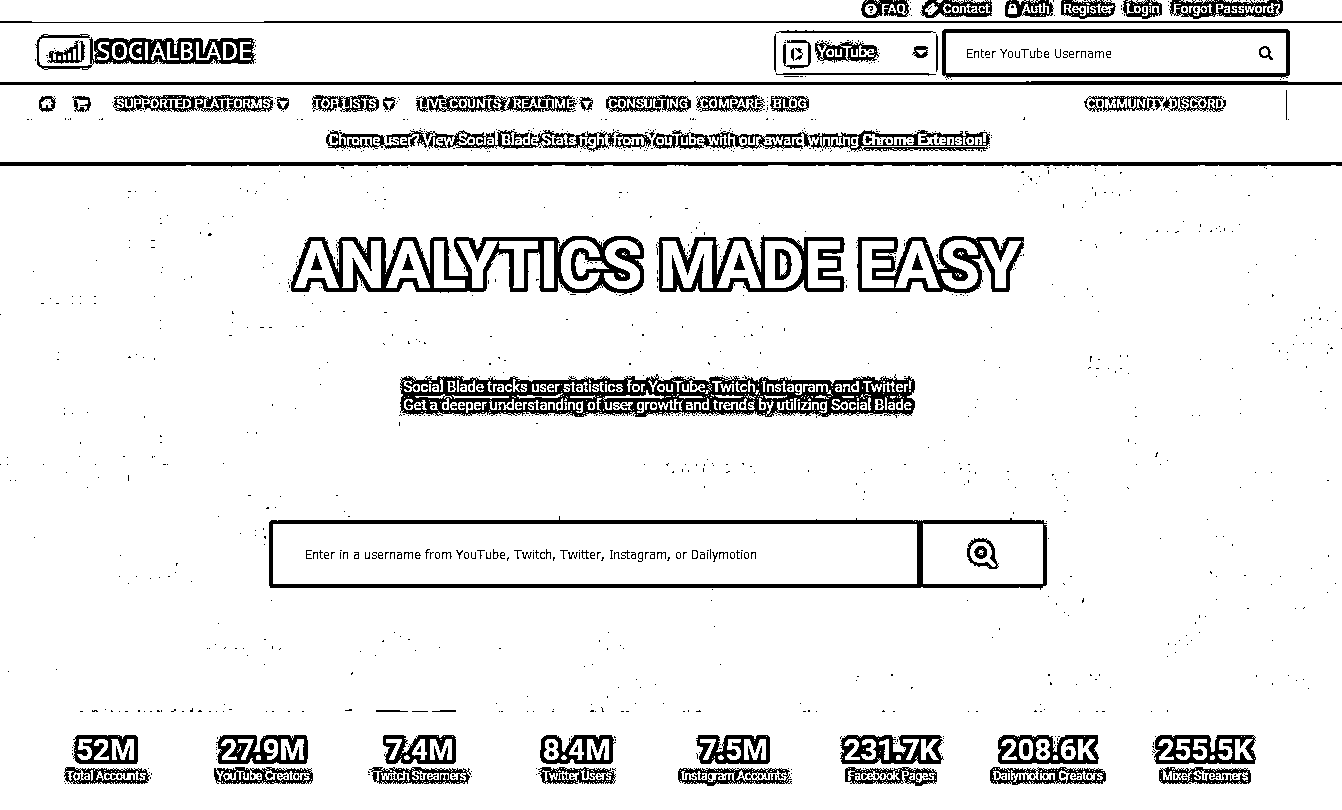 FAQ Contact Auth Register Login Forgot Password?
SOCIALBLADE YouTube Enter YouTube Username
SUPPORTED PLATFORMS TOP LISTS LIVE COUNTS / REALTIME CONSULTING COMPARE BLOG COMMUNITY DISCORD
Chrome user? View Social Blade Stats right from YouTube with our award winning Chrome Extension!
ANALYTICS MADE EASY
Social Blade tracks user statistics for YouTube, Twitch, Instagram, and Twitter!
Get a deeper understanding of user growth and trends by utilizing Social Blade
Enter in a username from YouTube, Twitch, Twitter, Instagram, or Dailymotion
52M 27.9M 7.4M 8.4M 7.5M 231.7K 208.6K 255.5K
Total Accounts YouTube Creators Twitch Streamers Twitter Users Instagram Accounts Facebook Pages Dailymotion Creators Mixer Streamers